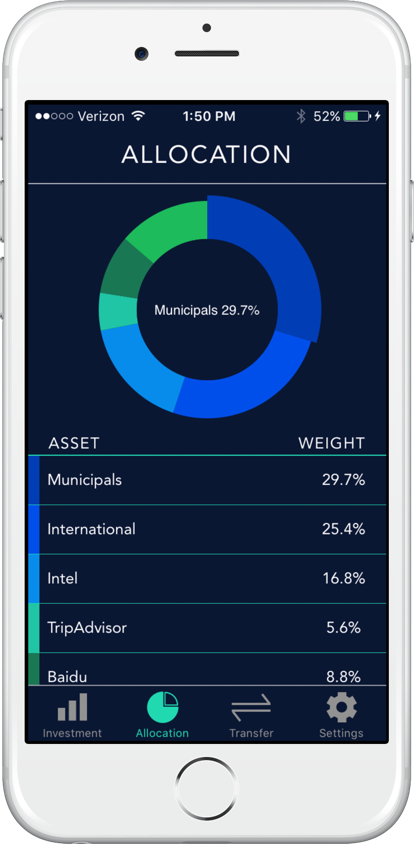 Verizon 1:50 PM 52%
ALLOCATION
Municipals 29.7%
ASSET WEIGHT
Municipals 29.7%
International 25.4%
Intel 16.8%
TripAdvisor 5.6%
Baidu 8.8%
Investment Allocation Transfer Settings